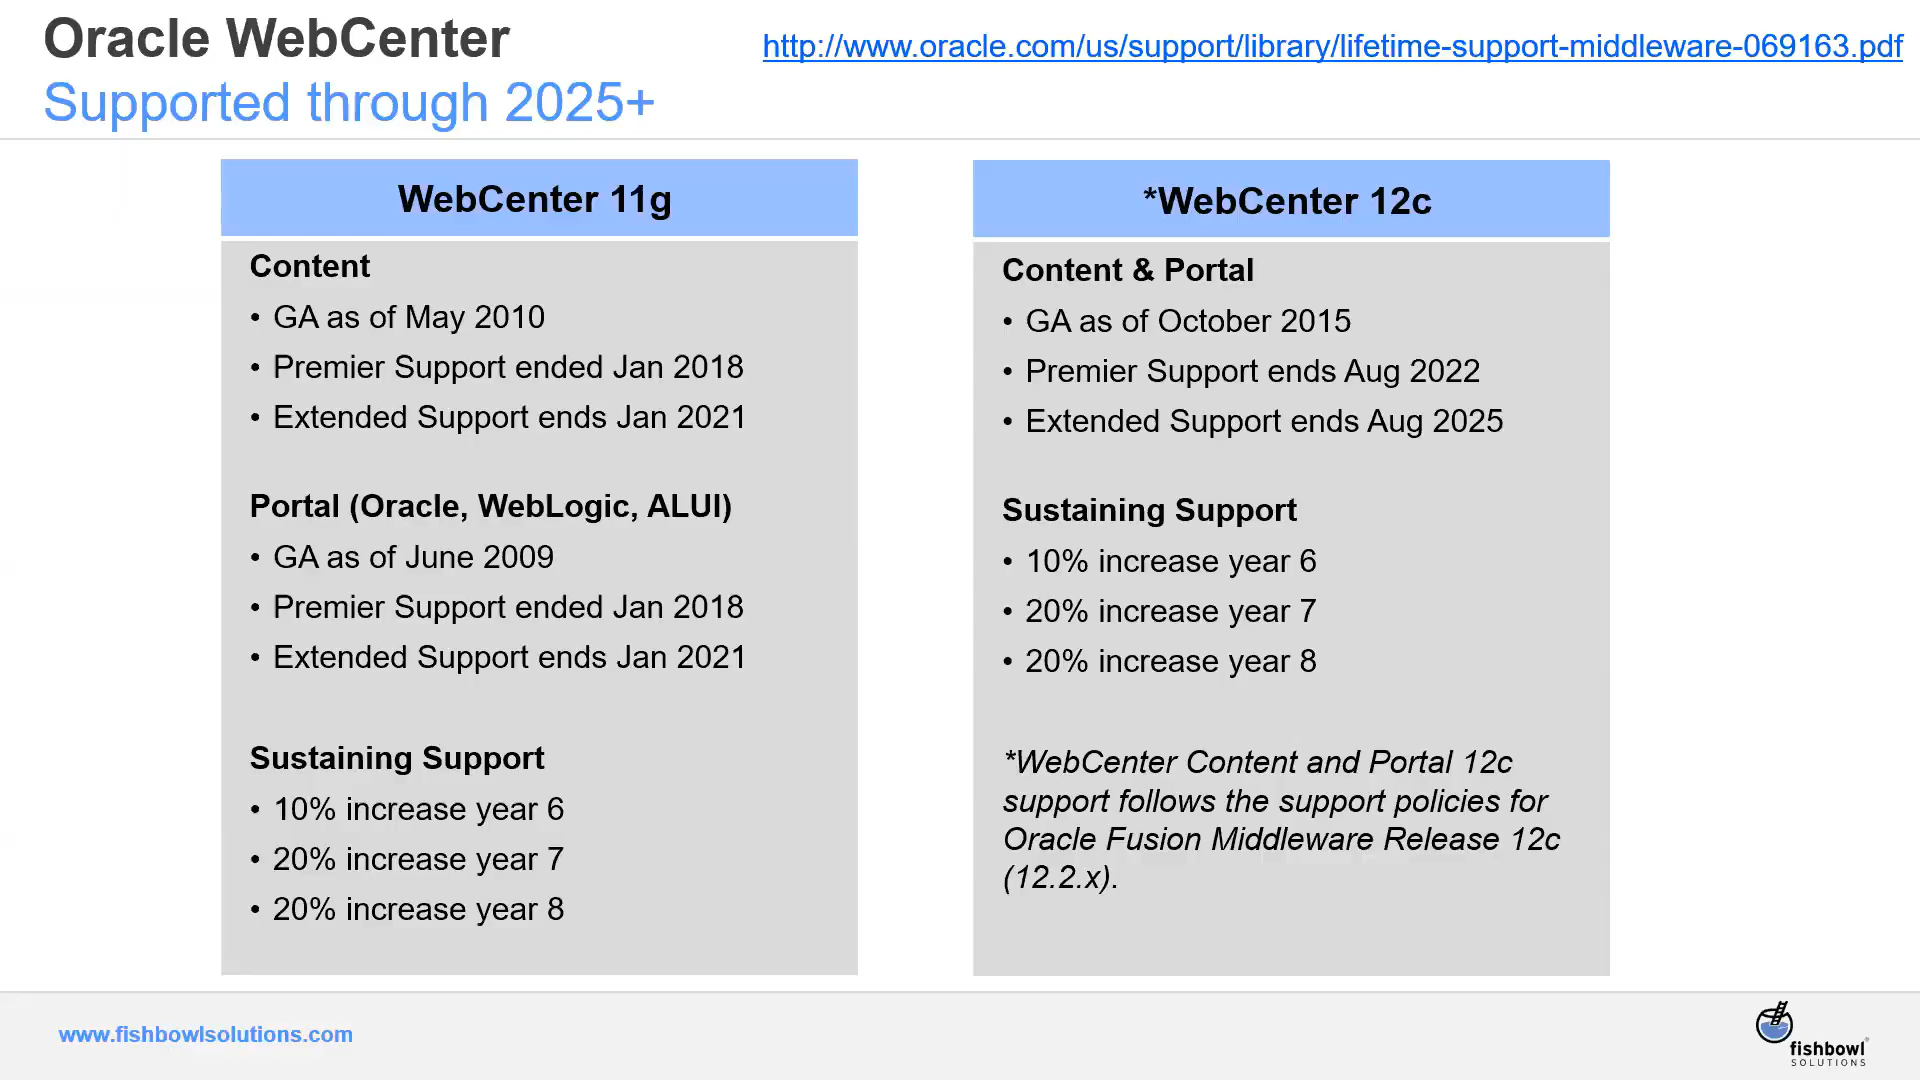 Oracle WebCenter
Supported through 2025+
http://www.oracle.com/us/support/library/lifetime-support-middleware-069163.pdf
WebCenter 11g
Content
• GA as of May 2010
• Premier Support ended Jan 2018
• Extended Support ends Jan 2021
Portal (Oracle, WebLogic, ALUI)
• GA as of June 2009
• Premier Support ended Jan 2018
• Extended Support ends Jan 2021
Sustaining Support
• 10% increase year 6
• 20% increase year 7
• 20% increase year 8
*WebCenter 12c
Content & Portal
• GA as of October 2015
• Premier Support ends Aug 2022
• Extended Support ends Aug 2025
Sustaining Support
• 10% increase year 6
• 20% increase year 7
• 20% increase year 8
*WebCenter Content and Portal 12c
support follows the support policies for
Oracle Fusion Middleware Release 12c
(12.2.x).
www.fishbowlsolutions.com
fishbowl
SOLUTIONS